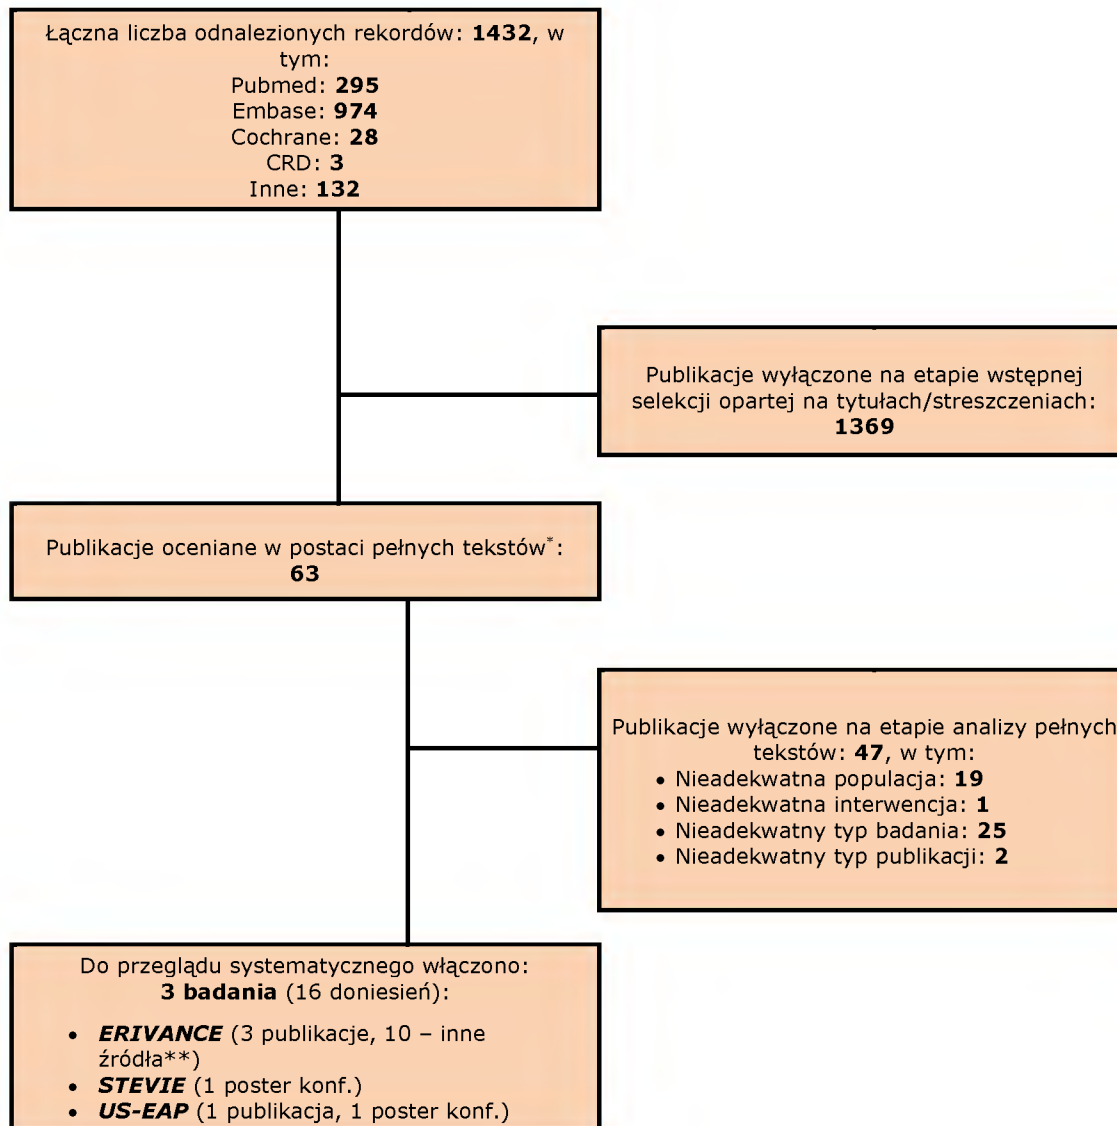 Łączna liczba odnalezionych rekordów: 1432, w
tym:
Pubmed: 295
Embase: 974
Cochrane: 28
CRD: 3
Inne: 132
Publikacje wyłączone na etapie wstępnej
selekcji opartej na tytułach/streszczeniach:
1369
Publikacje oceniane w postaci pełnych tekstów*:
63
Publikacje wyłączone na etapie analizy pełnych
tekstów: 47, w tym:
• Nieadekwatna populacja: 19
• Nieadekwatna interwencja: 1
• Nieadekwatny typ badania: 25
• Nieadekwatny typ publikacji: 2
Do przeglądu systematycznego włączono:
3 badania (16 doniesień):
• ERIVANCE (3 publikacje, 10 – inne
źródła**)
• STEVIE (1 poster konf.)
• US-EAP (1 publikacja, 1 poster konf.)